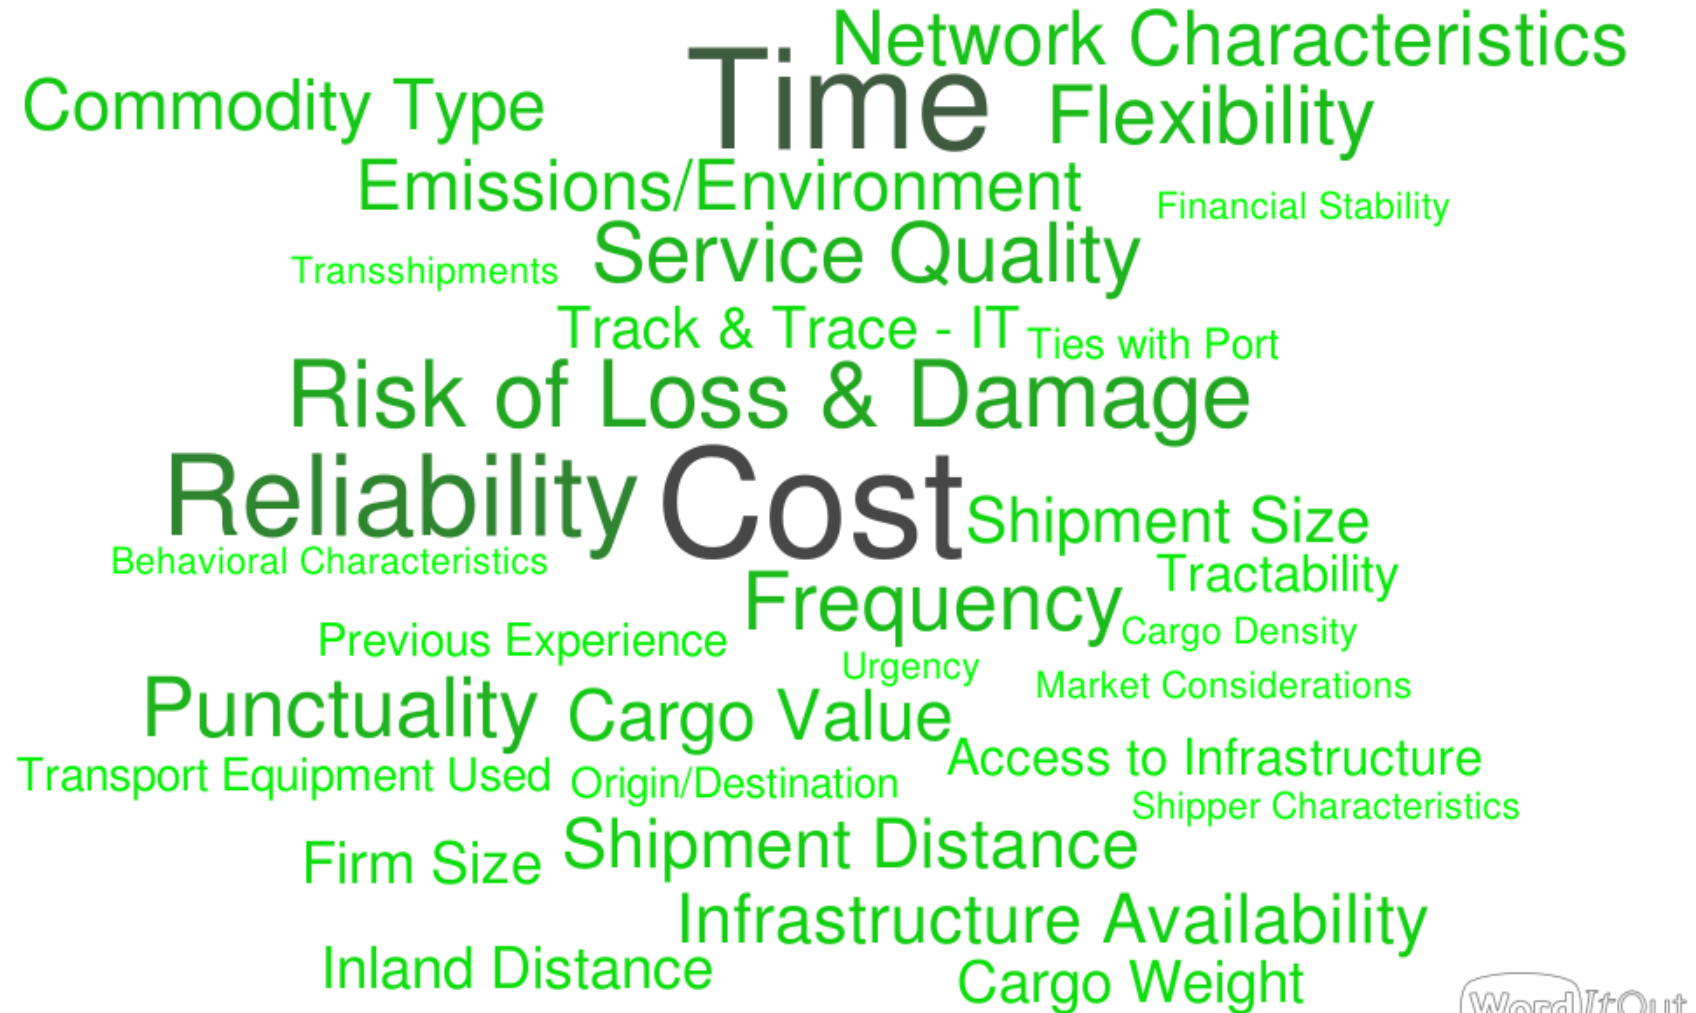 Network Characteristics
Time
Commodity Type
Flexibility
Emissions/Environment
Financial Stability
Service Quality
Transshipments
Track & Trace - IT
Ties with Port
Risk of Loss & Damage
Reliability
Cost
Shipment Size
Behavioral Characteristics
Tractability
Frequency
Cargo Density
Previous Experience
Urgency
Market Considerations
Punctuality
Cargo Value
Access to Infrastructure
Transport Equipment Used
Origin/Destination
Shipper Characteristics
Shipment Distance
Firm Size
Infrastructure Availability
Inland Distance
Cargo Weight
WordItOut